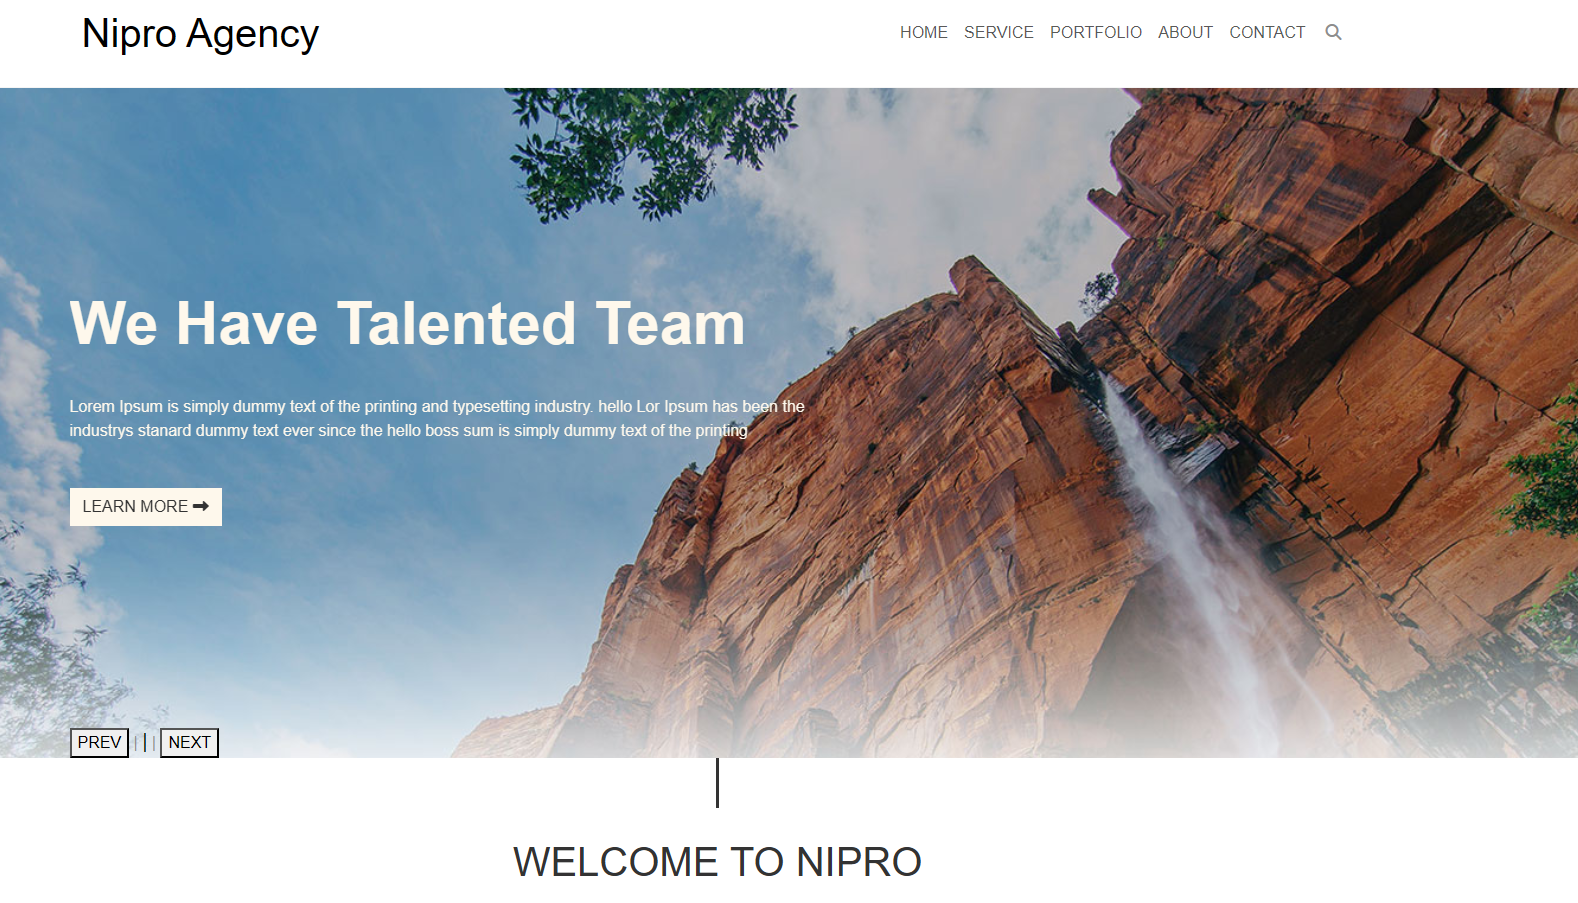 Nipro Agency
HOME SERVICE PORTFOLIO ABOUT CONTACT
We Have Talented Team
Lorem Ipsum is simply dummy text of the printing and typesetting industry. hello Lor Ipsum has been the
industrys stanard dummy text ever since the hello boss sum is simply dummy text of the printing
LEARN MORE
PREV | | | NEXT
WELCOME TO NIPRO